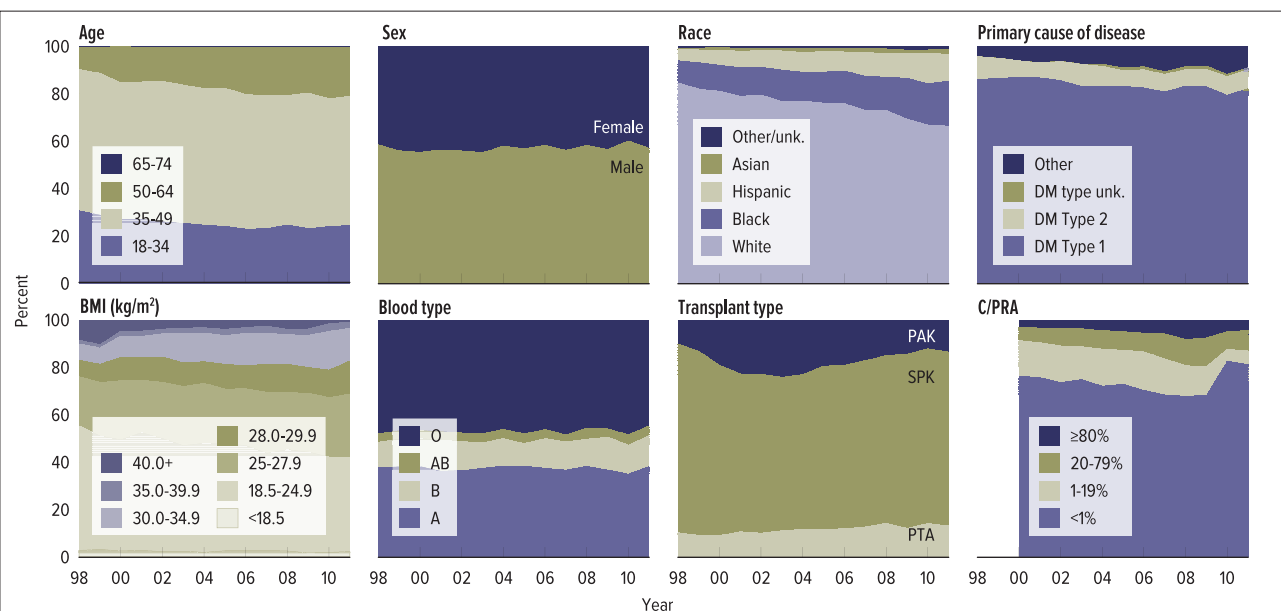 Age
Sex
Race
Primary cause of disease
100
80
60
40
20
0
65-74
50-64
35-49
18-34
Female
Male
Other/unk.
Asian
Hispanic
Black
White
Other
DM type unk.
DM Type 2
DM Type 1
Percent
BMI (kg/m²)
Blood type
Transplant type
C/PRA
100
80
60
40
20
0
28.0-29.9
40.0+
25-27.9
35.0-39.9
18.5-24.9
30.0-34.9
<18.5
O
AB
B
A
PAK
SPK
PTA
≥80%
20-79%
1-19%
<1%
98 00 02 04 06 08 10
98 00 02 04 06 08 10
98 00 02 04 06 08 10
98 00 02 04 06 08 10
Year